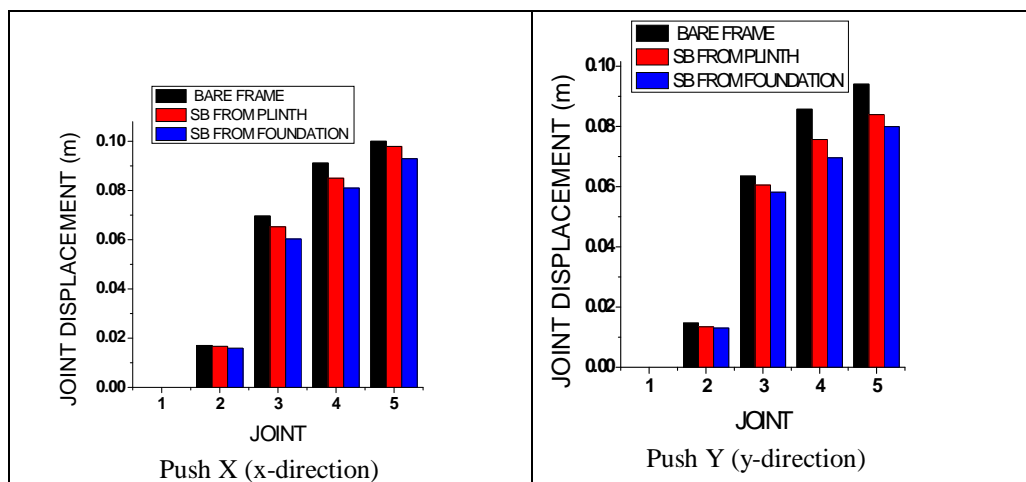 BARE FRAME
SB FROM PLINTH
SB FROM FOUNDATION
JOINT DISPLACEMENT (m)
0.10
0.08
0.06
0.04
0.02
0.00
1 2 3 4 5
JOINT
Push X (x-direction)
BARE FRAME
SB FROM PLINTH
SB FROM FOUNDATION
JOINT DISPLACEMENT (m)
0.10
0.08
0.06
0.04
0.02
0.00
1 2 3 4 5
JOINT
Push Y (y-direction)